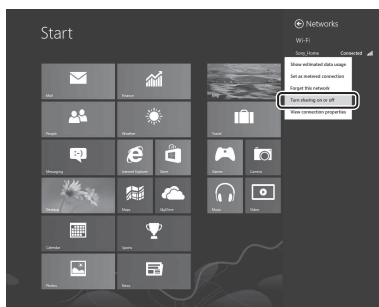 Start
Networks
Wi-Fi
Sony_Home Connected
Show estimated data usage
Set as metered connection
Forget this network
Turn sharing on or off
View connection properties
Mail
Finance
People
Weather
Travel
Messaging
Internet Explorer
Store
Games
Camera
Desktop
Maps
SkyDrive
Music
Video
Calendar
Sports
Photos
News